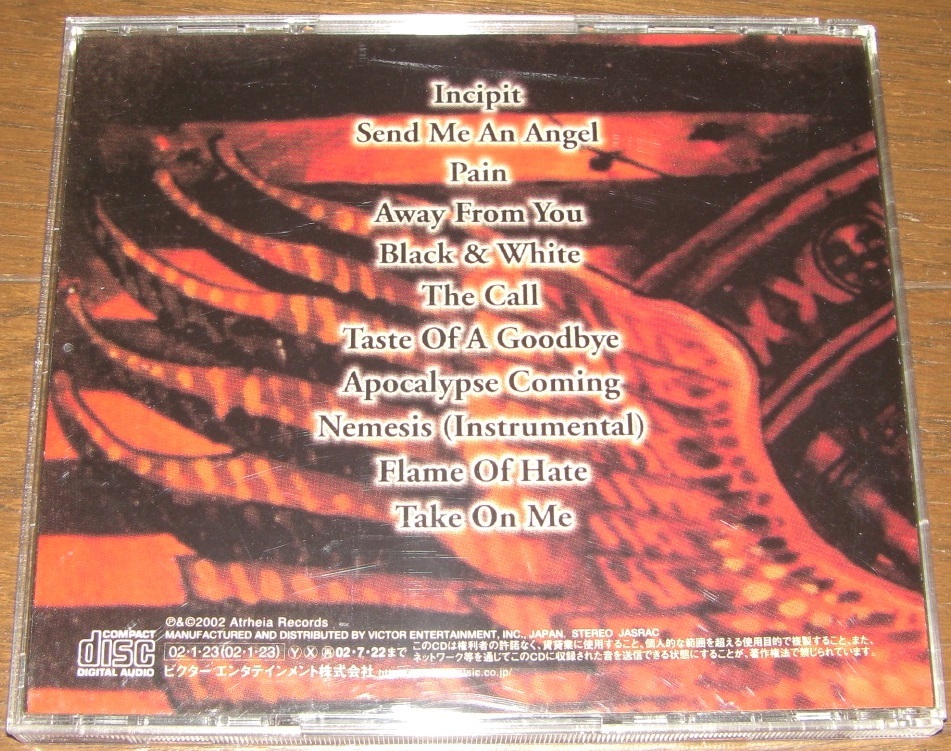 Incipit
Send Me An Angel
Pain
Away From You
Black & White
The Call
Taste Of A Goodbye
Apocalypse Coming
Nemesis (Instrumental)
Flame Of Hate
Take On Me
COMPACT
disc
DIGITAL AUDIO
℗&©2002 Atrheia Records
MANUFACTURED AND DISTRIBUTED BY VICTOR ENTERTAINMENT, INC., JAPAN. STEREO JASRAC
02・1・23(02・1・23) Ⓨ Ⓧ ㊞ 02・7・22まで
このCDは権利者の許諾なく、賃貸業に使用すること、個人的な範囲を超える使用目的で複製すること、また、
ネットワーク等を通じてこのCDに収録された音を送信できる状態にすることが、著作権法で禁じられています。
ビクター エンタテインメント株式会社